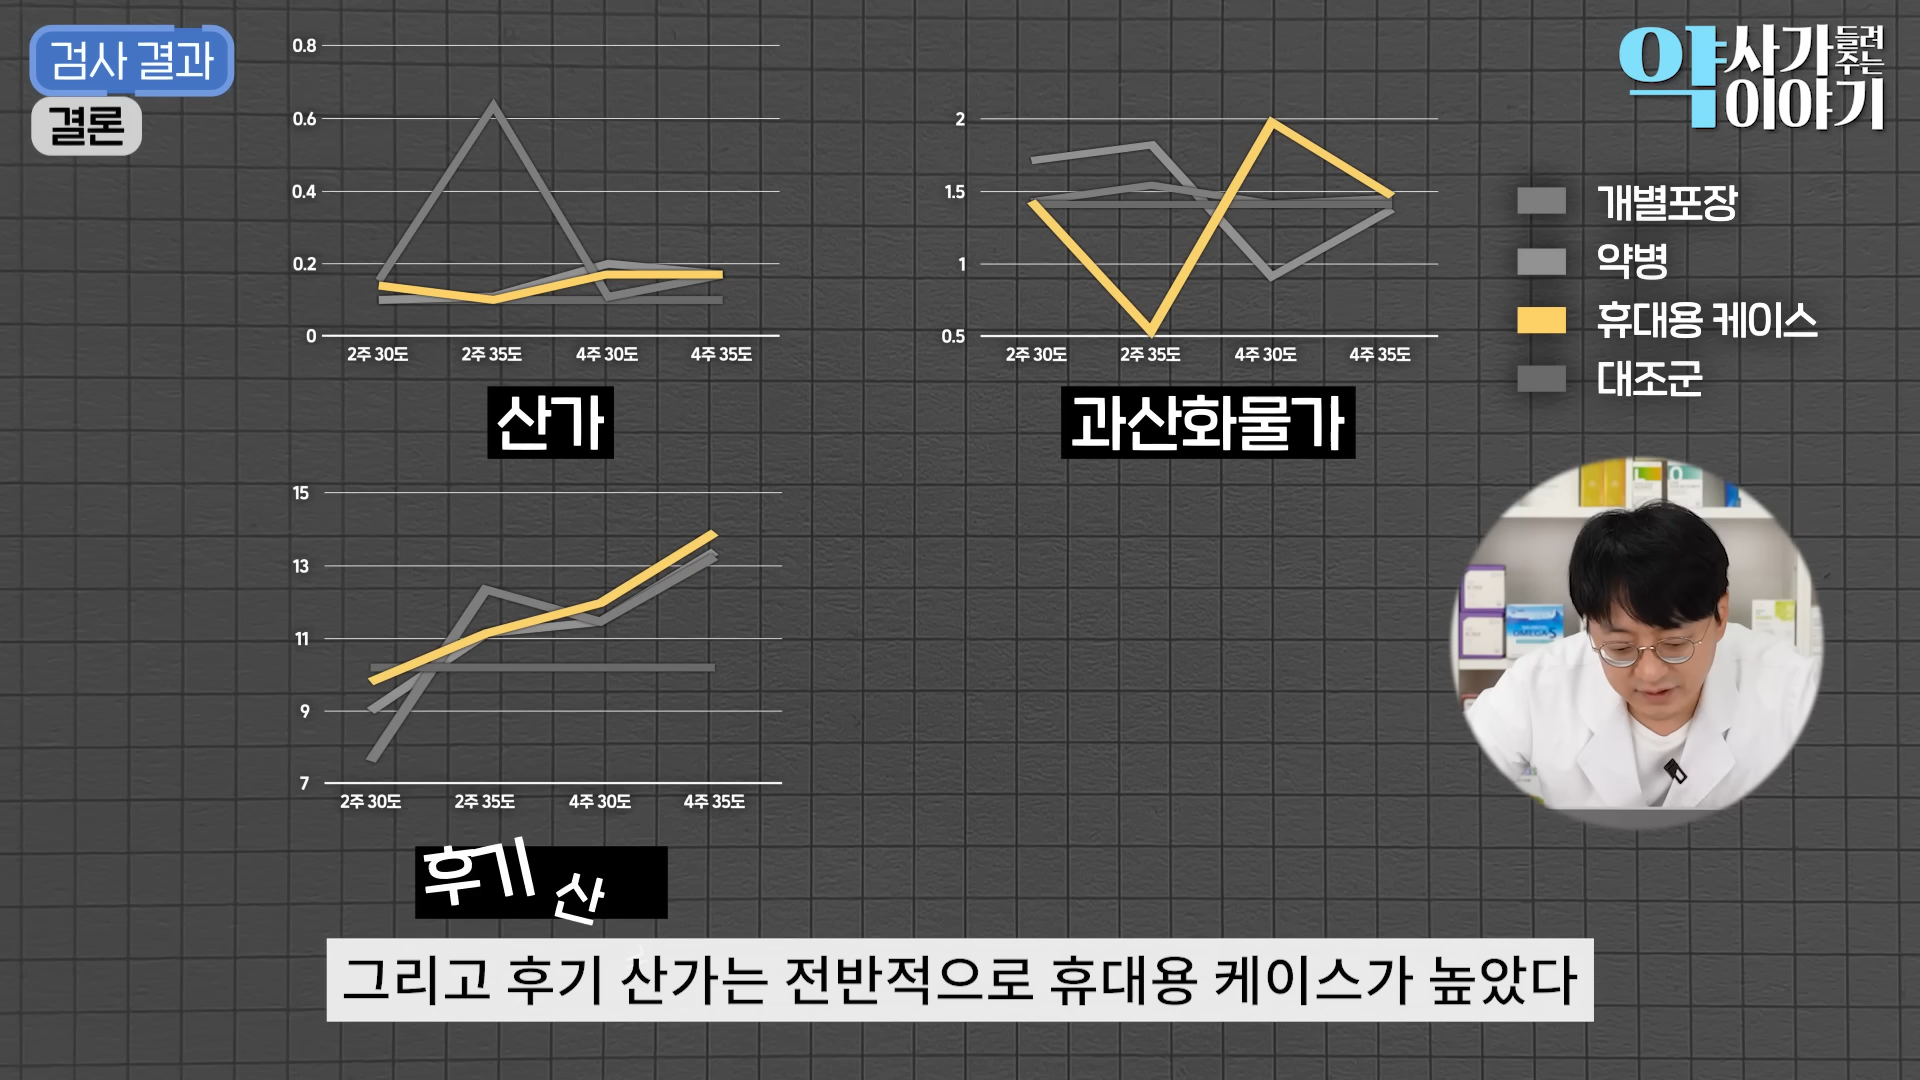 검사 결과
결론
약사가 들려주는
이야기
0.8
0.6
0.4
0.2
0
2주 30도 2주 35도 4주 30도 4주 35도
산가
2
1.5
1
0.5
2주 30도 2주 35도 4주 30도 4주 35도
과산화물가
개별포장
약병
휴대용 케이스
대조군
15
13
11
9
7
2주 30도 2주 35도 4주 30도 4주 35도
후기 산
OMEGA
그리고 후기 산가는 전반적으로 휴대용 케이스가 높았다